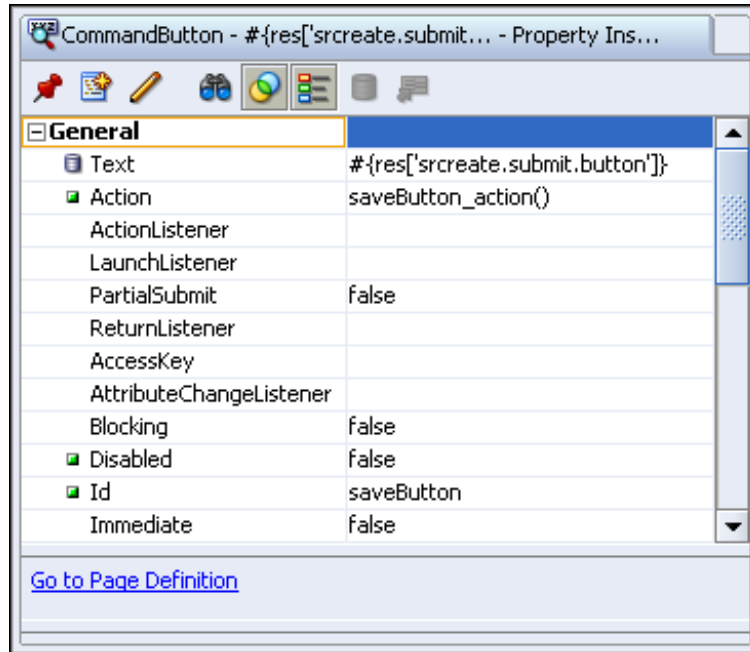 CommandButton - #{res['srcreate.submit... - Property Ins...
General
Text #{res['srcreate.submit.button']}
Action saveButton_action()
ActionListener
LaunchListener
PartialSubmit false
ReturnListener
AccessKey
AttributeChangeListener
Blocking false
Disabled false
Id saveButton
Immediate false
Go to Page Definition